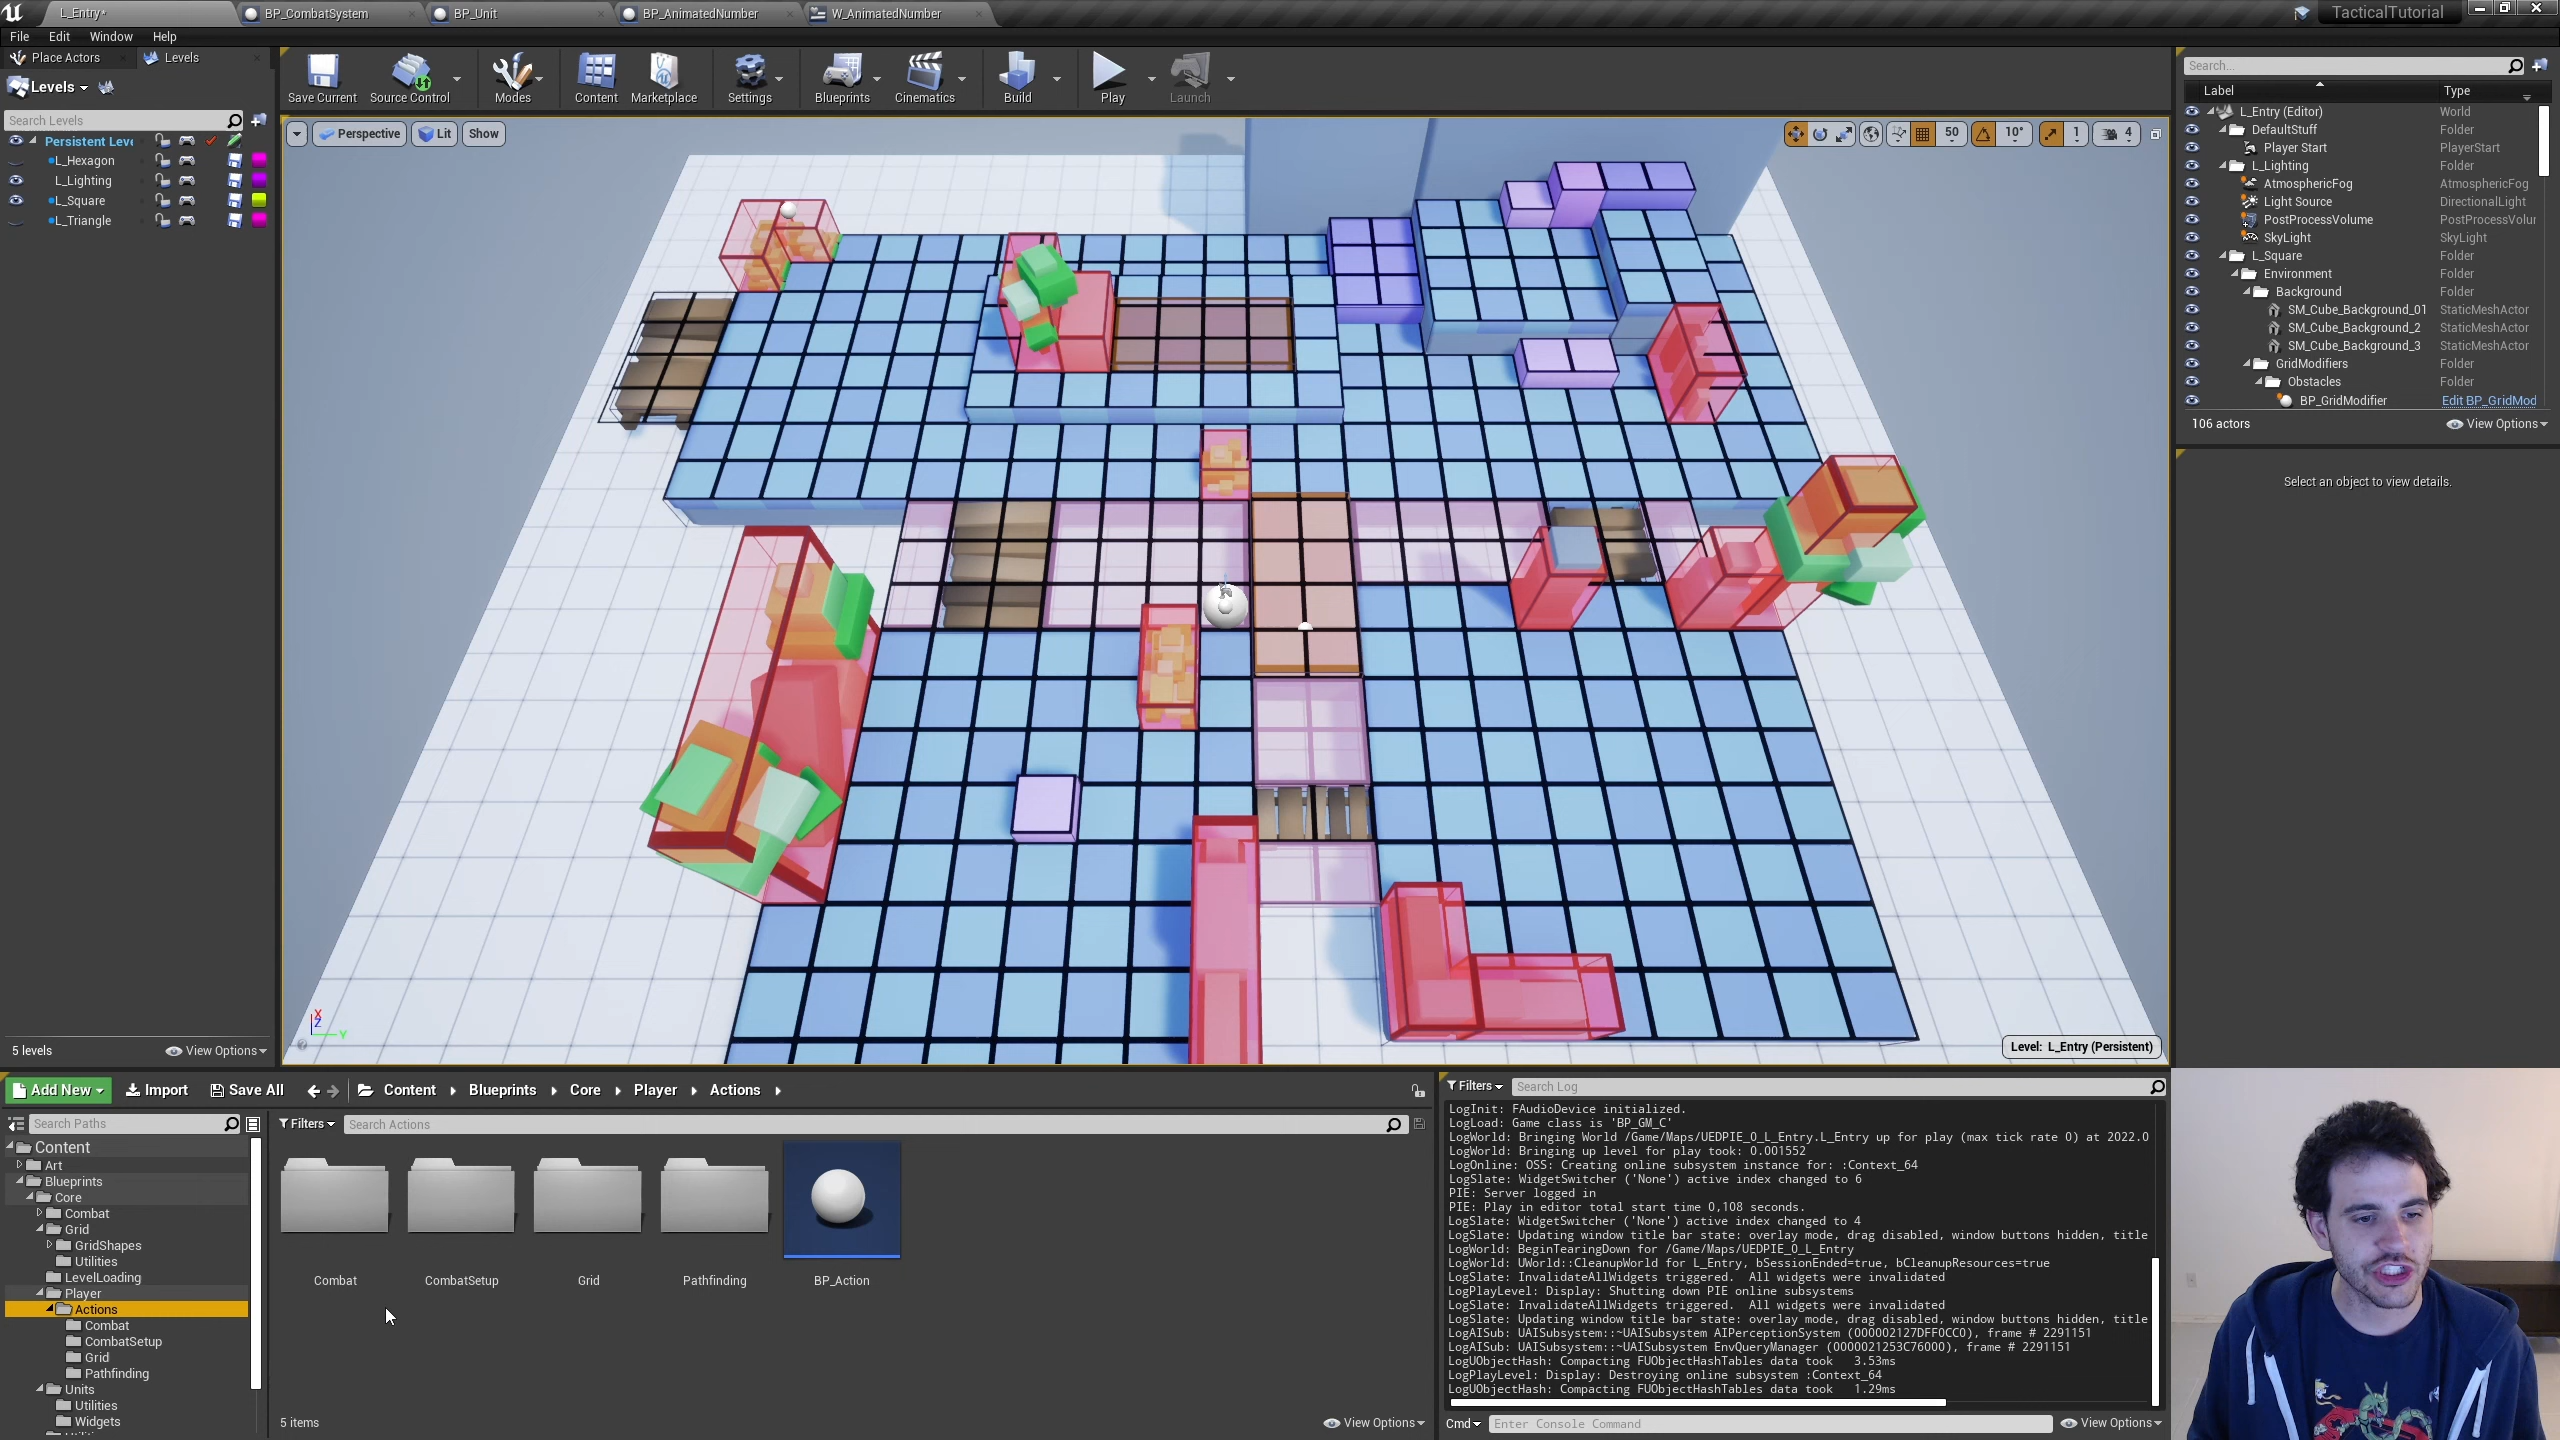 L_Entry*
BP_CombatSystem
BP_Unit
BP_AnimatedNumber
W_AnimatedNumber
TacticalTutorial
File
Edit
Window
Help
Place Actors
Levels
Levels
Search Levels
Persistent Leve
L_Hexagon
L_Lighting
L_Square
L_Triangle
5 levels
View Options
Save Current
Source Control
Modes
Content
Marketplace
Settings
Blueprints
Cinematics
Build
Play
Launch
Perspective
Lit
Show
50
10°
1
4
X
Z
Y
Level: L_Entry (Persistent)
Search...
Label
Type
L_Entry (Editor)
World
DefaultStuff
Folder
Player Start
PlayerStart
L_Lighting
Folder
AtmosphericFog
AtmosphericFog
Light Source
DirectionalLight
PostProcessVolume
PostProcessVolur
SkyLight
SkyLight
L_Square
Folder
Environment
Folder
Background
Folder
SM_Cube_Background_01
StaticMeshActor
SM_Cube_Background_2
StaticMeshActor
SM_Cube_Background_3
StaticMeshActor
GridModifiers
Folder
Obstacles
Folder
BP_GridModifier
Edit BP_GridMod
106 actors
View Options
Select an object to view details.
Add New
Import
Save All
Content
Blueprints
Core
Player
Actions
Search Paths
Filters
Search Actions
Content
Art
Blueprints
Core
Combat
Grid
GridShapes
Utilities
LevelLoading
Player
Actions
Combat
CombatSetup
Grid
Pathfinding
Units
Utilities
Widgets
Combat
CombatSetup
Grid
Pathfinding
BP_Action
5 items
View Options
Filters
Search Log
LogInit: FAudioDevice initialized.
LogLoad: Game class is 'BP_GM_C'
LogWorld: Bringing World /Game/Maps/UEDPIE_0_L_Entry.L_Entry up for play (max tick rate 0) at 2022.0
LogWorld: Bringing up level for play took: 0.001552
LogOnline: OSS: Creating online subsystem instance for: :Context_64
LogSlate: WidgetSwitcher ('None') active index changed to 6
PIE: Server logged in
PIE: Play in editor total start time 0,108 seconds.
LogSlate: WidgetSwitcher ('None') active index changed to 4
LogSlate: Updating window title bar state: overlay mode, drag disabled, window buttons hidden, title
LogWorld: BeginTearingDown for /Game/Maps/UEDPIE_0_L_Entry
LogWorld: UWorld::CleanupWorld for L_Entry, bSessionEnded=true, bCleanupResources=true
LogSlate: InvalidateAllWidgets triggered.  All widgets were invalidated
LogPlayLevel: Display: Shutting down PIE online subsystems
LogSlate: InvalidateAllWidgets triggered.  All widgets were invalidated
LogSlate: Updating window title bar state: overlay mode, drag disabled, window buttons hidden, title
LogAISub: UAISubsystem::~UAISubsystem AIPerceptionSystem (000002127DFF0CC0), frame # 2291151
LogAISub: UAISubsystem::~UAISubsystem EnvQueryManager (0000021253C76000), frame # 2291151
LogUObjectHash: Compacting FUObjectHashTables data took   3.53ms
LogPlayLevel: Display: Destroying online subsystem :Context_64
LogUObjectHash: Compacting FUObjectHashTables data took   1.29ms
Cmd
Enter Console Command
View Options